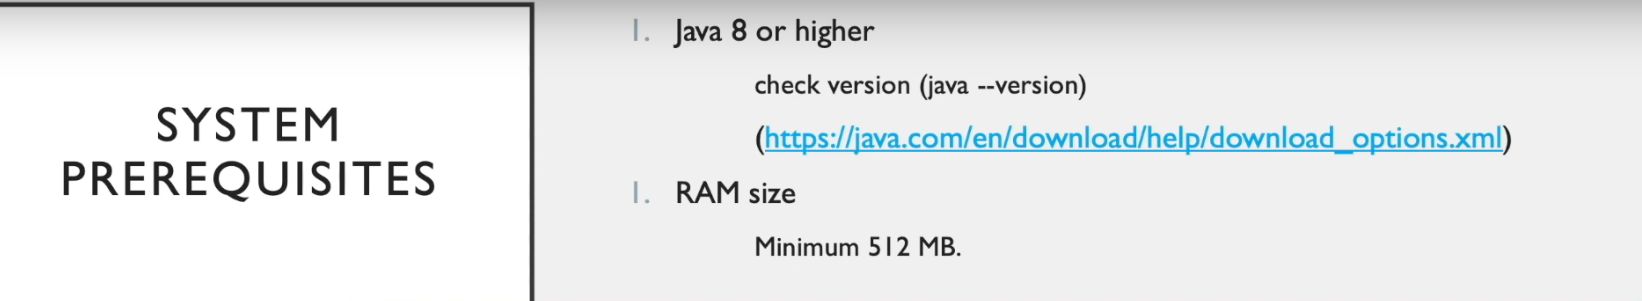 SYSTEM
PREREQUISITES
1. Java 8 or higher
check version (java --version)
(https://java.com/en/download/help/download_options.xml)
1. RAM size
Minimum 512 MB.